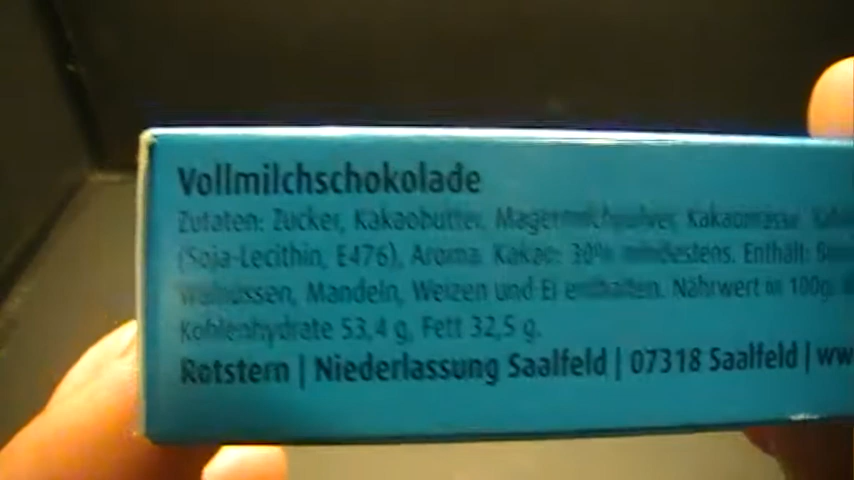 Vollmilchschokolade
Zutaten: Zucker, Kakaobutter, Magermilchpulver, Kakaomasse,
(Soja-Lecithin, E476), Aroma. Kakao: 30% mindestens. Enthält:
Walnüssen, Mandeln, Weizen und Ei enthalten. Nährwert in 100g:
Kohlenhydrate 53,4 g, Fett 32,5 g.
Rotstern | Niederlassung Saalfeld | 07318 Saalfeld | ww